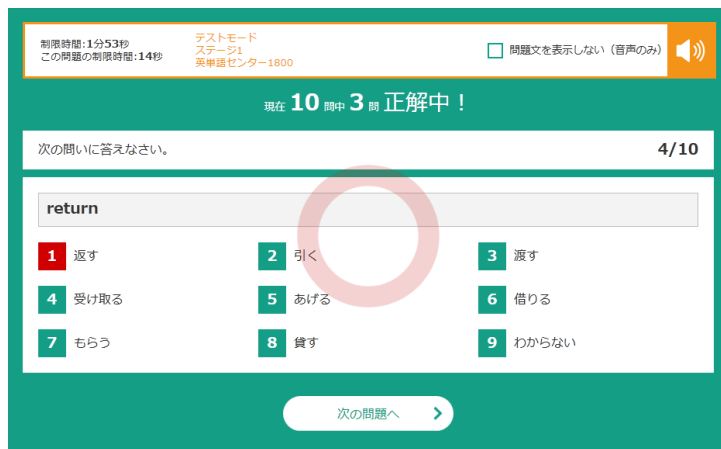 制限時間:1分53秒
この問題の制限時間:14秒
テストモード
ステージ1
英単語センター1800
問題文を表示しない（音声のみ）
現在 10 問中 3 問 正解中！
次の問いに答えなさい。 4/10
return
1 返す 2 引く 3 渡す
4 受け取る 5 あげる 6 借りる
7 もらう 8 貸す 9 わからない
次の問題へ